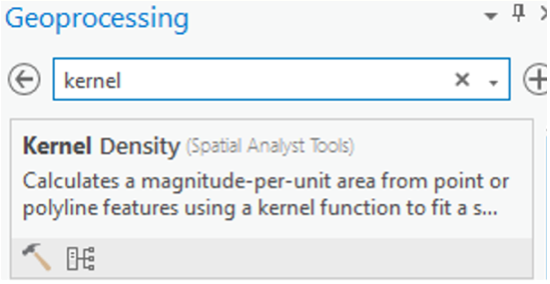 Geoprocessing
kernel
Kernel Density (Spatial Analyst Tools)
Calculates a magnitude-per-unit area from point or
polyline features using a kernel function to fit a s...